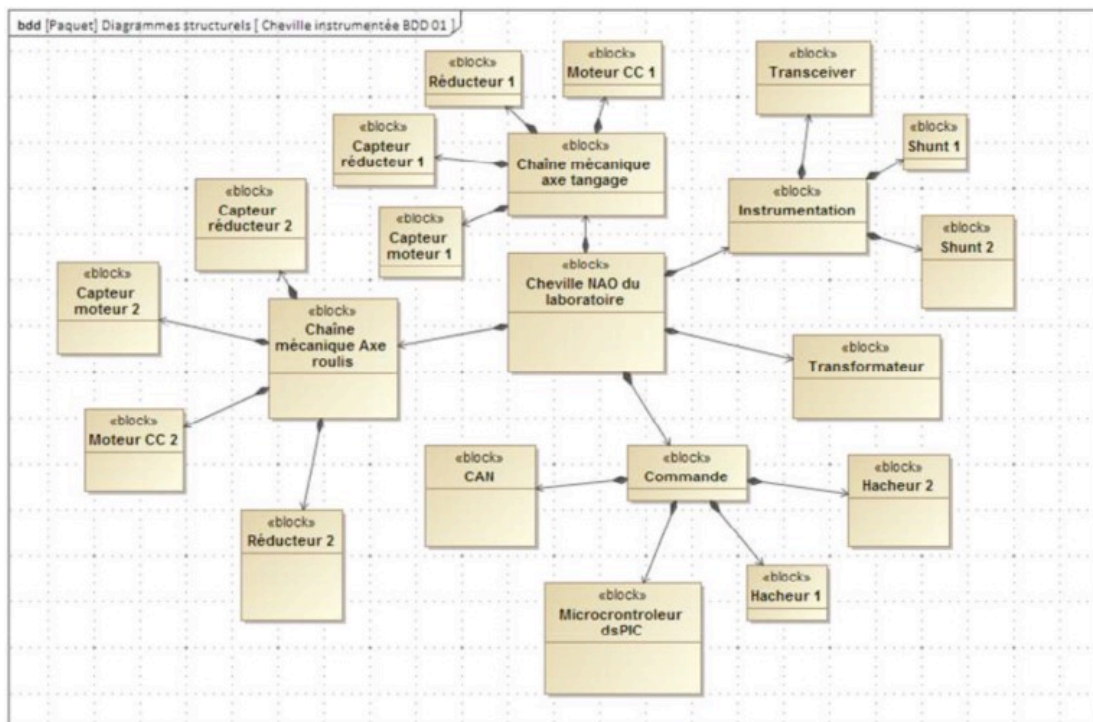 bdd [Paquet] Diagrammes structurels [ Cheville instrumentée BDD 01 ]
«block»
Réducteur 1
«block»
Moteur CC 1
«block»
Transceiver
«block»
Capteur
réducteur 1
«block»
Chaîne mécanique
axe tangage
«block»
Shunt 1
«block»
Capteur
réducteur 2
«block»
Capteur
moteur 1
«block»
Instrumentation
«block»
Shunt 2
«block»
Capteur
moteur 2
«block»
Cheville NAO du
laboratoire
«block»
Chaîne
mécanique Axe
roulis
«block»
Transformateur
«block»
Moteur CC 2
«block»
CAN
«block»
Commande
«block»
Hacheur 2
«block»
Réducteur 2
«block»
Microcrontroleur
dsPIC
«block»
Hacheur 1